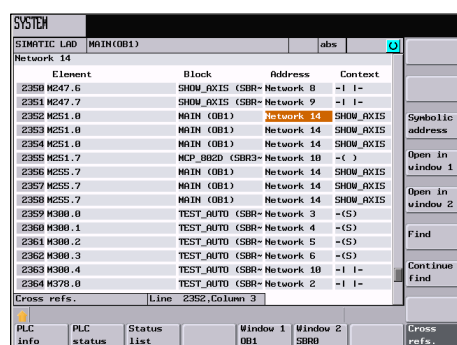 SYSTEM
SIMATIC LAD MAIN(OB1) abs
Network 14
Element Block Address Context
2350 M247.6 SHOW_AXIS (SBR~ Network 8 -| |-
2351 M247.7 SHOW_AXIS (SBR~ Network 9 -| |-
2352 M251.0 MAIN (OB1) Network 14 SHOW_AXIS
2353 M251.0 MAIN (OB1) Network 14 SHOW_AXIS
2354 M251.0 MAIN (OB1) Network 14 SHOW_AXIS
2355 M251.7 MCP_802D (SBR3~ Network 10 -( )
2356 M255.7 MAIN (OB1) Network 14 SHOW_AXIS
2357 M255.7 MAIN (OB1) Network 14 SHOW_AXIS
2358 M255.7 MAIN (OB1) Network 14 SHOW_AXIS
2359 M300.0 TEST_AUTO (SBR~ Network 3 -(S)
2360 M300.1 TEST_AUTO (SBR~ Network 4 -(S)
2361 M300.2 TEST_AUTO (SBR~ Network 5 -(S)
2362 M300.3 TEST_AUTO (SBR~ Network 6 -(S)
2363 M300.4 TEST_AUTO (SBR~ Network 10 -| |-
2364 M378.0 TEST_AUTO (SBR~ Network 2 -| |-
Cross refs. Line 2352,Column 3
Symbolic
address
Open in
window 1
Open in
window 2
Find
Continue
find
PLC
info
PLC
status
Status
list
Window 1
OB1
Window 2
SBR0
Cross
refs.